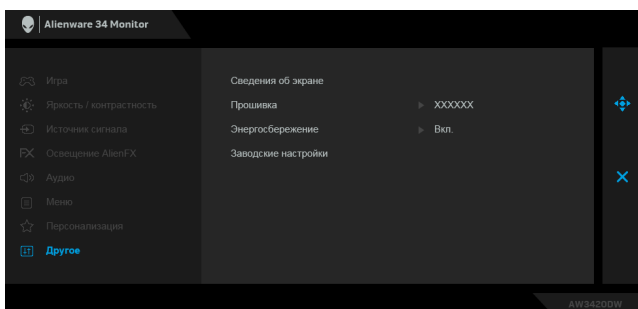 Alienware 34 Monitor
Игра
Яркость / контрастность
Источник сигнала
FX Освещение AlienFX
Аудио
Меню
Персонализация
Другое
Сведения об экране
Прошивка XXXXXX
Энергосбережение Вкл.
Заводские настройки
AW3420DW